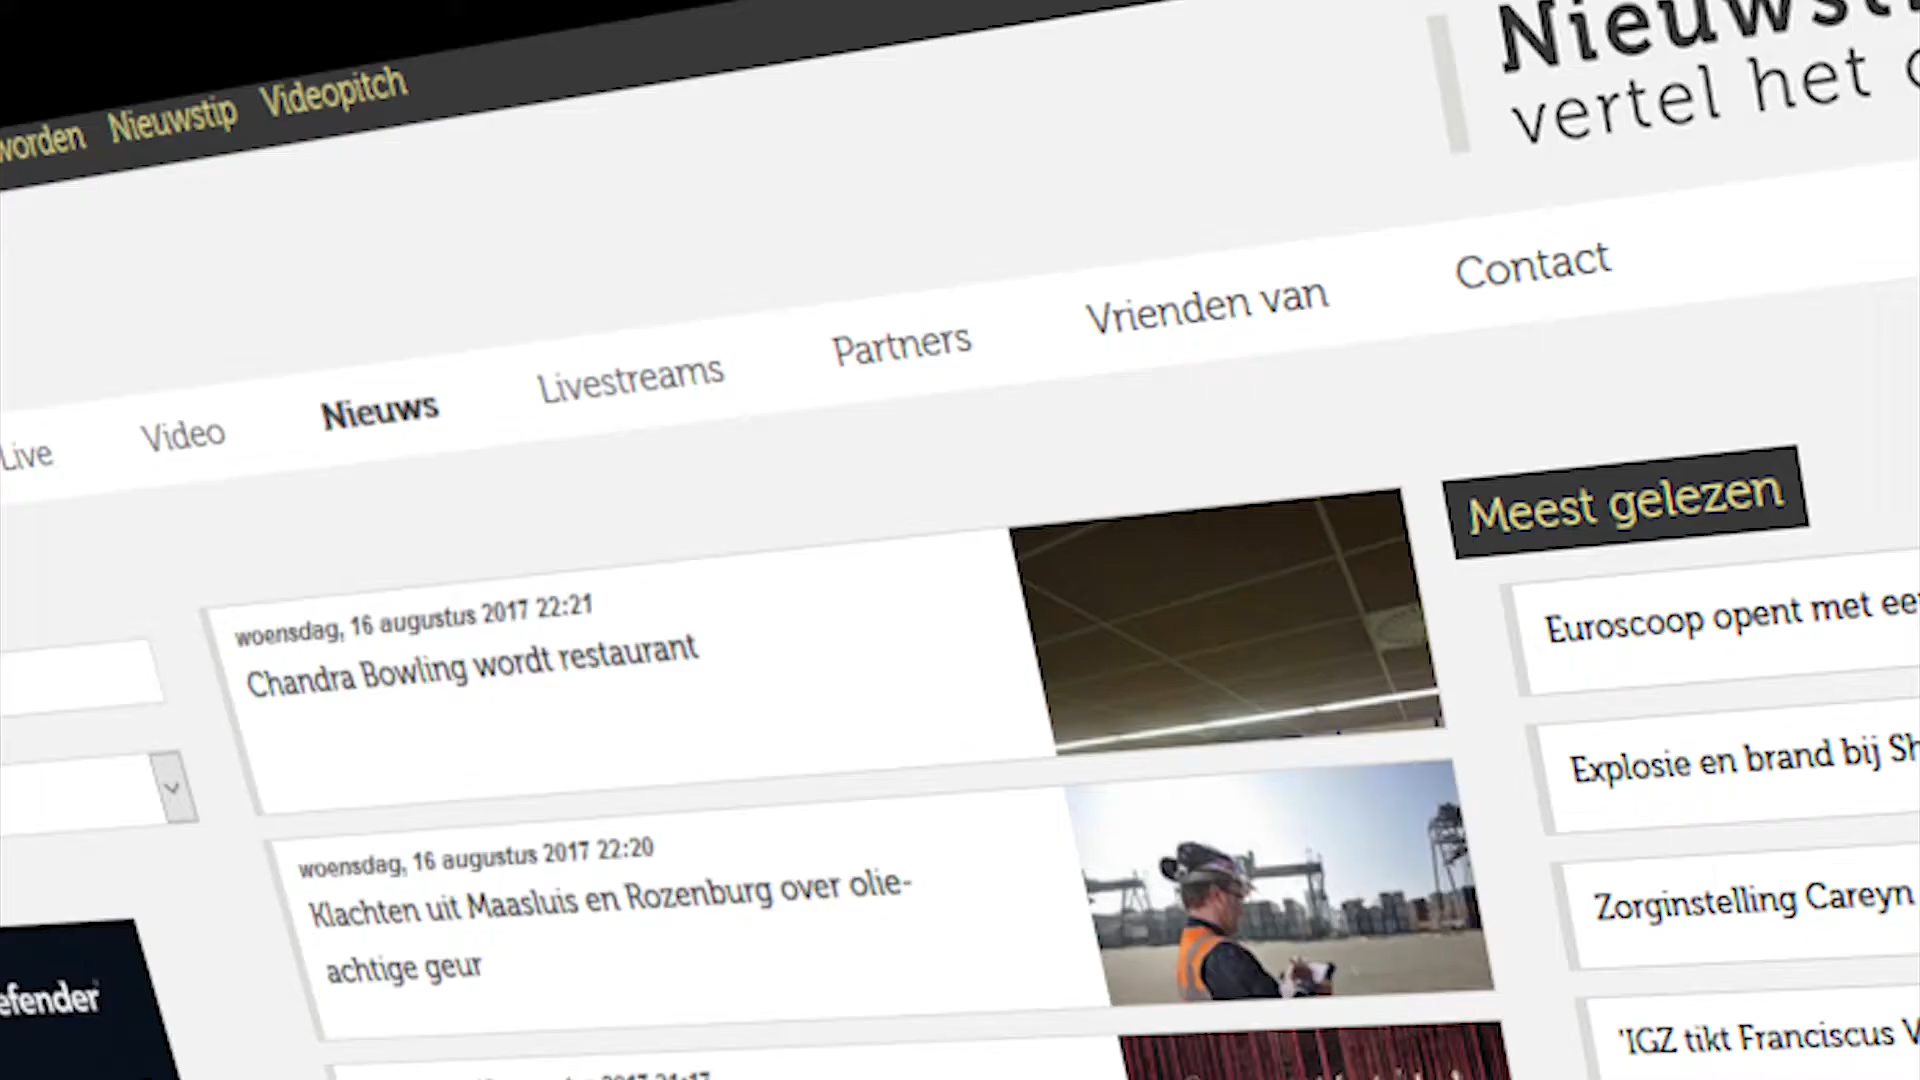 worden Nieuwstip Videopitch
vertel het
Live Video Nieuws Livestreams Partners Vrienden van Contact
woensdag, 16 augustus 2017 22:21
Chandra Bowling wordt restaurant
woensdag, 16 augustus 2017 22:20
Klachten uit Maasluis en Rozenburg over olie-
achtige geur
Meest gelezen
Euroscoop opent met
Explosie en brand bij
Zorginstelling Careyn
'IGZ tikt Franciscus